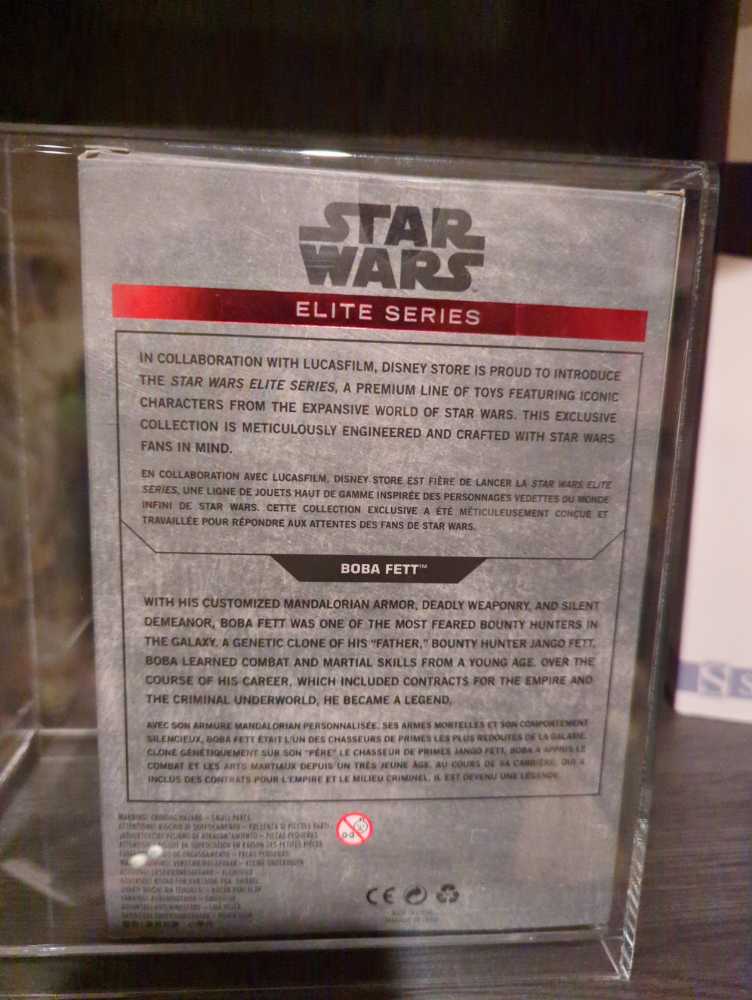 STAR
WARS
ELITE SERIES
IN COLLABORATION WITH LUCASFILM, DISNEY STORE IS PROUD TO INTRODUCE
THE STAR WARS ELITE SERIES, A PREMIUM LINE OF TOYS FEATURING ICONIC
CHARACTERS FROM THE EXPANSIVE WORLD OF STAR WARS. THIS EXCLUSIVE
COLLECTION IS METICULOUSLY ENGINEERED AND CRAFTED WITH STAR WARS
FANS IN MIND.
EN COLLABORATION AVEC LUCASFILM, DISNEY STORE EST FIÈRE DE LANCER LA STAR WARS ELITE
SERIES, UNE LIGNE DE JOUETS HAUT DE GAMME INSPIRÉE DES PERSONNAGES VEDETTES DU MONDE
INFINI DE STAR WARS. CETTE COLLECTION EXCLUSIVE A ÉTÉ MÉTICULEUSEMENT CONÇUE ET
TRAVAILLÉE POUR RÉPONDRE AUX ATTENTES DES FANS DE STAR WARS.
BOBA FETT™
WITH HIS CUSTOMIZED MANDALORIAN ARMOR, DEADLY WEAPONRY, AND SILENT
DEMEANOR, BOBA FETT WAS ONE OF THE MOST FEARED BOUNTY HUNTERS IN
THE GALAXY. A GENETIC CLONE OF HIS "FATHER," BOUNTY HUNTER JANGO FETT,
BOBA LEARNED COMBAT AND MARTIAL SKILLS FROM A YOUNG AGE. OVER THE
COURSE OF HIS CAREER, WHICH INCLUDED CONTRACTS FOR THE EMPIRE AND
THE CRIMINAL UNDERWORLD, HE BECAME A LEGEND.
AVEC SON ARMURE MANDALORIAN PERSONNALISÉE, SES ARMES MORTELLES ET SON COMPORTEMENT
SILENCIEUX, BOBA FETT ÉTAIT L'UN DES CHASSEURS DE PRIMES LES PLUS REDOUTÉS DE LA GALAXIE.
CLONÉ GÉNÉTIQUEMENT SUR SON "PÈRE" LE CHASSEUR DE PRIMES JANGO FETT, BOBA A APPRIS LE
COMBAT ET LES ARTS MARTIAUX DEPUIS UN TRÈS JEUNE ÂGE. AU COURS DE SA CARRIÈRE, QUI A
INCLUS DES CONTRATS POUR L'EMPIRE ET LE MILIEU CRIMINEL, IL EST DEVENU UNE LÉGENDE.
WARNING: CHOKING HAZARD – SMALL PARTS.
0-3
CE